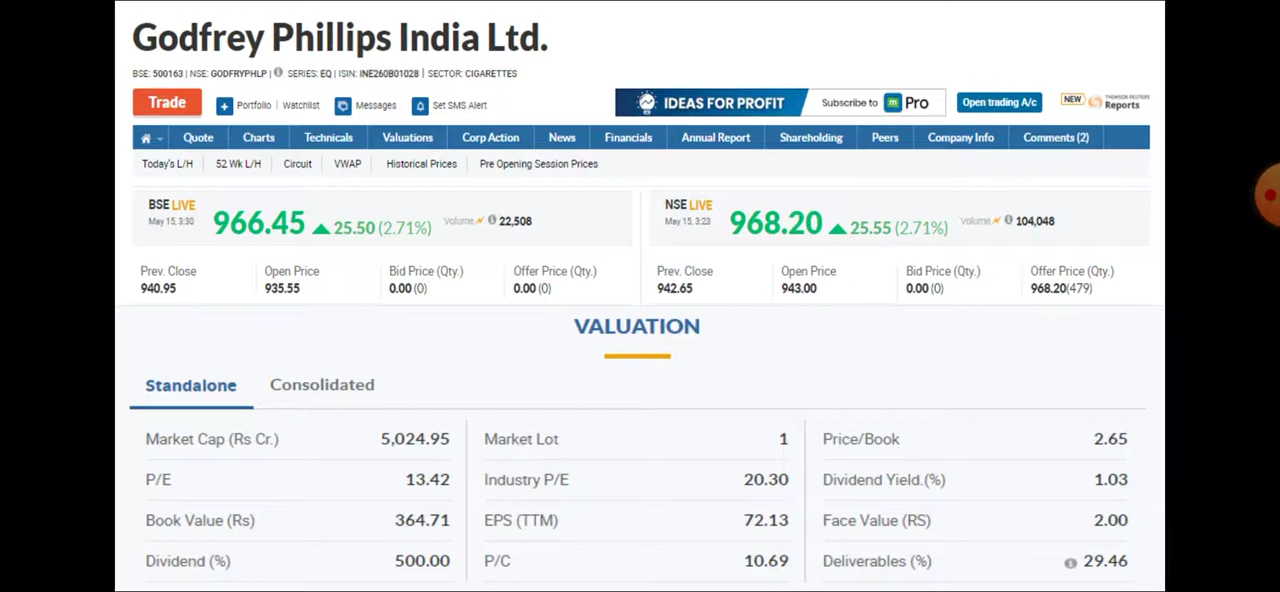 Godfrey Phillips India Ltd.
BSE: 500163 | NSE: GODFRYPHLP | SERIES: EQ | ISIN: INE260B01028 | SECTOR: CIGARETTES
Trade + Portfolio | Watchlist Messages Set SMS Alert IDEAS FOR PROFIT Subscribe to m Pro Open trading A/c NEW THOMSON REUTERS Reports
Quote Charts Technicals Valuations Corp Action News Financials Annual Report Shareholding Peers Company Info Comments (2)
Today's L/H 52 Wk L/H Circuit VWAP Historical Prices Pre Opening Session Prices
BSE LIVE
May 15, 3:30
966.45 25.50 (2.71%) Volume 22,508
NSE LIVE
May 15, 3:23
968.20 25.55 (2.71%) Volume 104,048
Prev. Close Open Price Bid Price (Qty.) Offer Price (Qty.)
940.95 935.55 0.00 (0) 0.00 (0)
Prev. Close Open Price Bid Price (Qty.) Offer Price (Qty.)
942.65 943.00 0.00 (0) 968.20(479)
VALUATION
Standalone Consolidated
Market Cap (Rs Cr.) 5,024.95 Market Lot 1 Price/Book 2.65
P/E 13.42 Industry P/E 20.30 Dividend Yield.(%) 1.03
Book Value (Rs) 364.71 EPS (TTM) 72.13 Face Value (RS) 2.00
Dividend (%) 500.00 P/C 10.69 Deliverables (%) 29.46